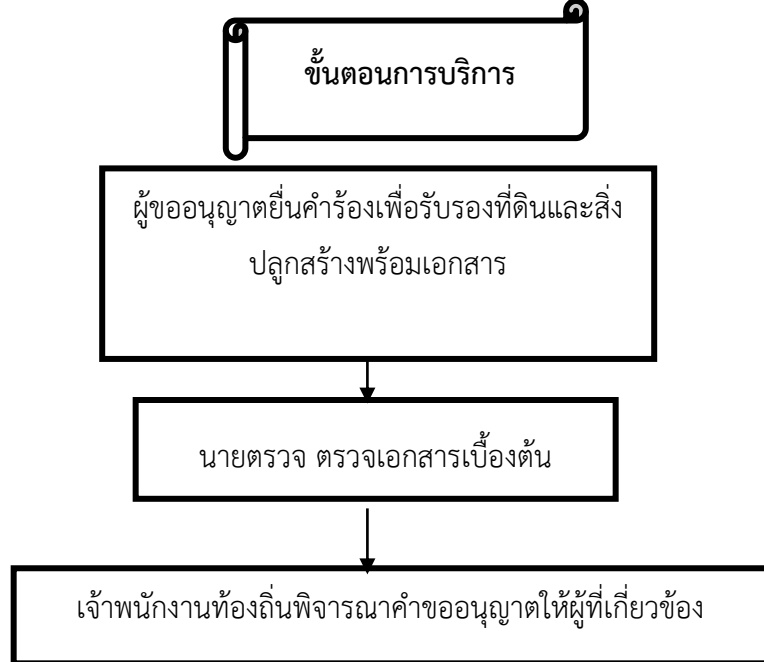 ขั้นตอนการบริการ
ผู้ขออนุญาตยื่นคำร้องเพื่อรับรองที่ดินและสิ่ง
ปลูกสร้างพร้อมเอกสาร
นายตรวจ ตรวจเอกสารเบื้องต้น
เจ้าพนักงานท้องถิ่นพิจารณาคำขออนุญาตให้ผู้ที่เกี่ยวข้อง